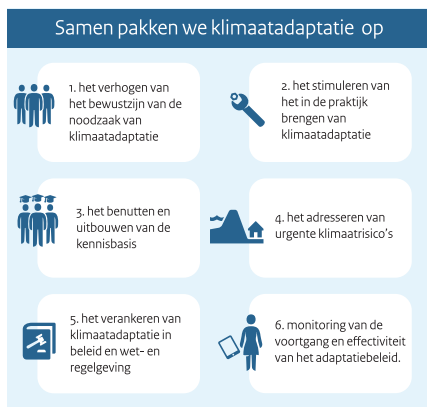 Samen pakken we klimaatadaptatie op
1. het verhogen van
het bewustzijn van de
noodzaak van
klimaatadaptatie
2. het stimuleren van
het in de praktijk
brengen van
klimaatadaptatie
3. het benutten en
uitbouwen van de
kennisbasis
4. het adresseren van
urgente klimaatrisico's
5. het verankeren van
klimaatadaptatie in
beleid en wet- en
regelgeving
6. monitoring van de
voortgang en effectiviteit
van het adaptatiebeleid.